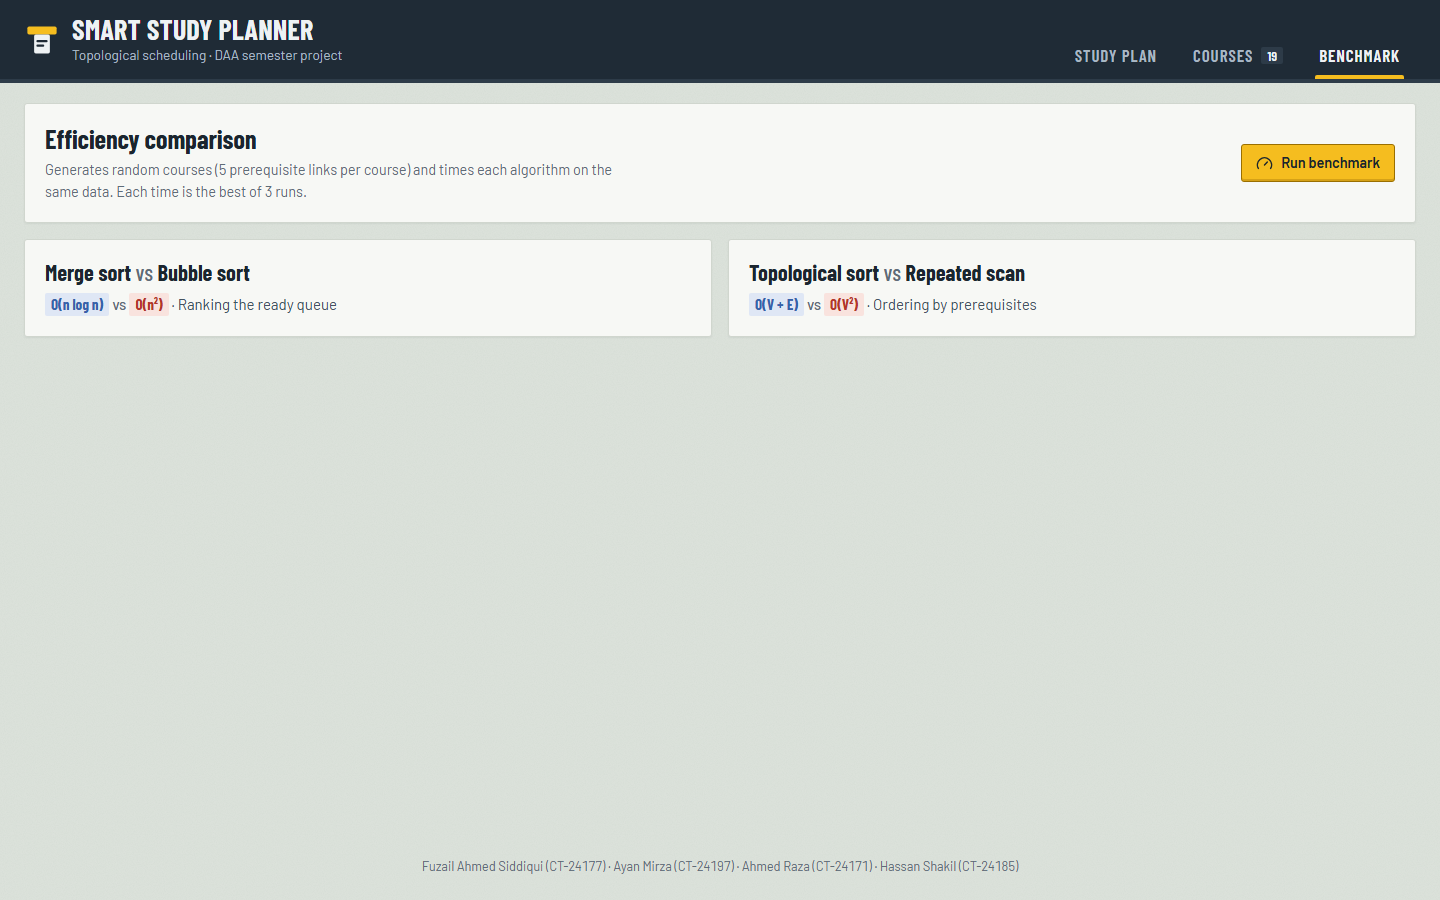 SMART STUDY PLANNER
Topological scheduling · DAA semester project
STUDY PLAN
COURSES 19
BENCHMARK
Efficiency comparison
Generates random courses (5 prerequisite links per course) and times each algorithm on the
same data. Each time is the best of 3 runs.
Run benchmark
Merge sort vs Bubble sort
O(n log n) vs O(n²) · Ranking the ready queue
Topological sort vs Repeated scan
O(V + E) vs O(V²) · Ordering by prerequisites
Fuzail Ahmed Siddiqui (CT-24177) · Ayan Mirza (CT-24197) · Ahmed Raza (CT-24171) · Hassan Shakil (CT-24185)